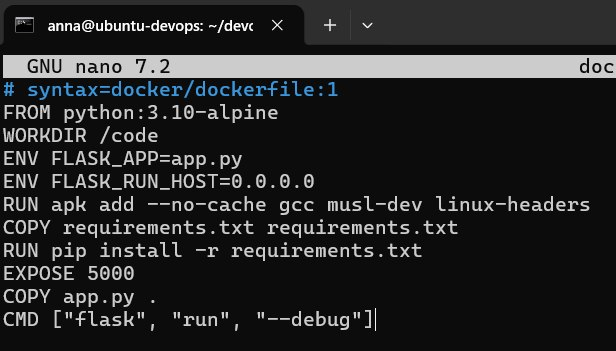 anna@ubuntu-devops: ~/devo
GNU nano 7.2 doc
# syntax=docker/dockerfile:1
FROM python:3.10-alpine
WORKDIR /code
ENV FLASK_APP=app.py
ENV FLASK_RUN_HOST=0.0.0.0
RUN apk add --no-cache gcc musl-dev linux-headers
COPY requirements.txt requirements.txt
RUN pip install -r requirements.txt
EXPOSE 5000
COPY app.py .
CMD ["flask", "run", "--debug"]